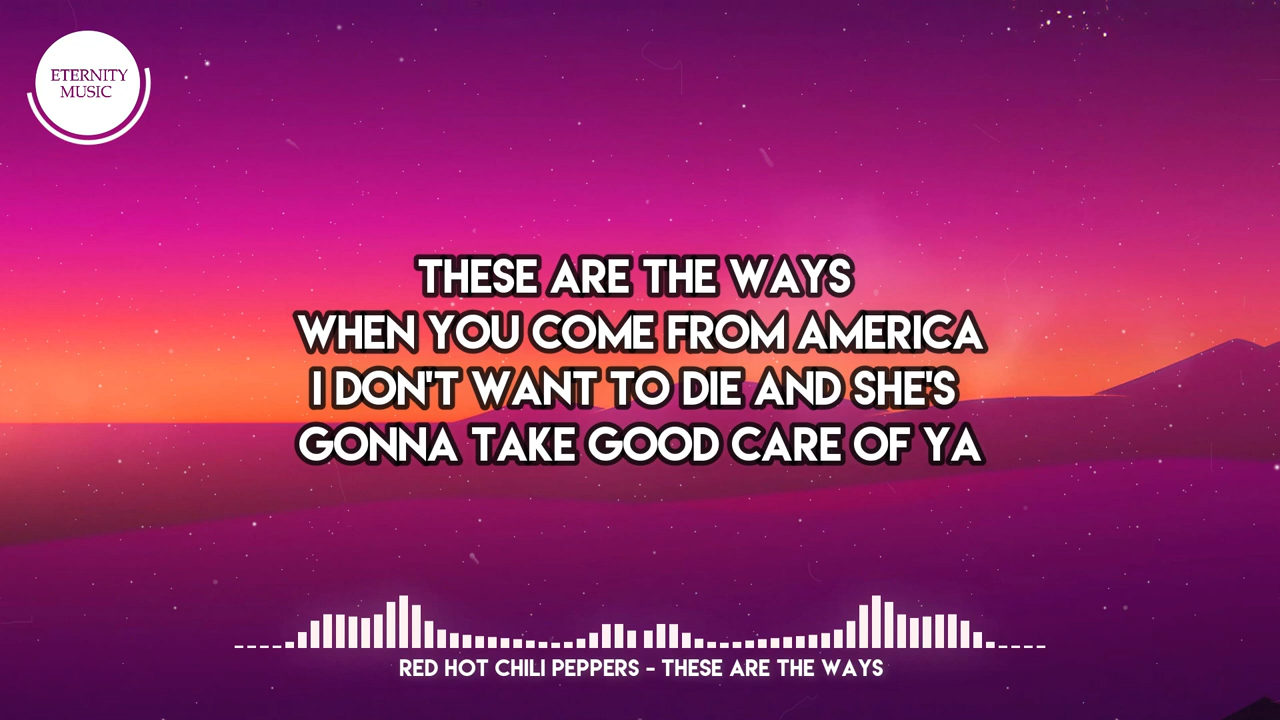 ETERNITY
MUSIC
THESE ARE THE WAYS
WHEN YOU COME FROM AMERICA
I DON'T WANT TO DIE AND SHE'S
GONNA TAKE GOOD CARE OF YA
RED HOT CHILI PEPPERS - THESE ARE THE WAYS